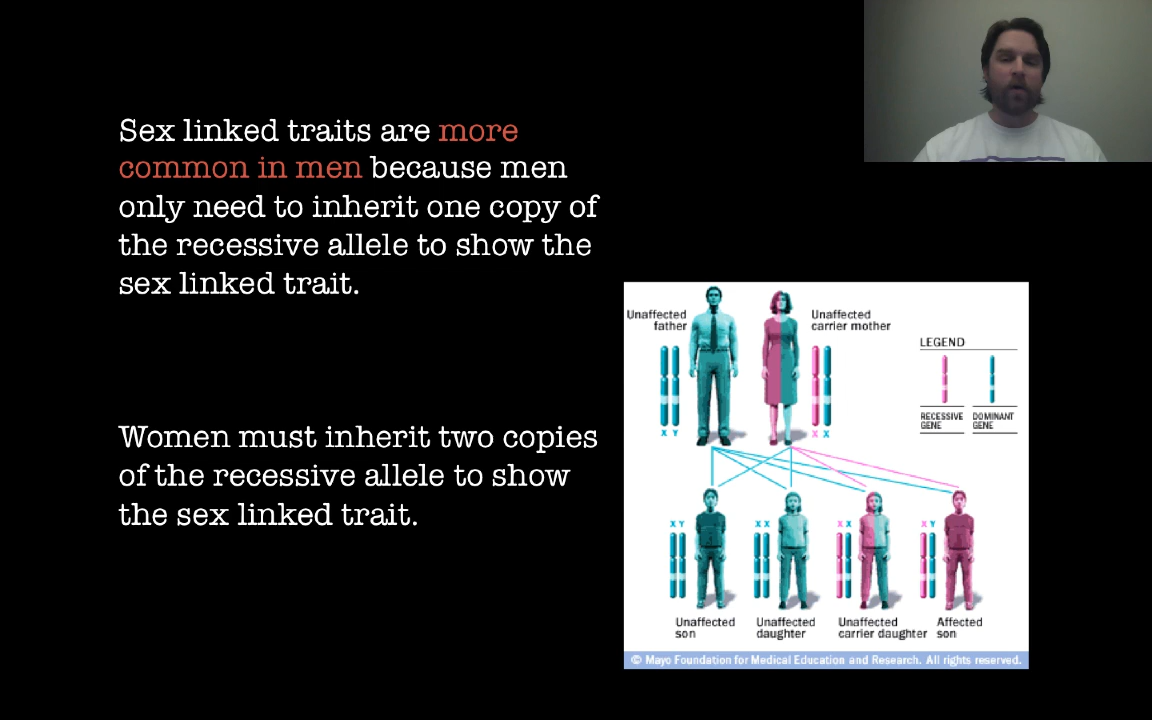 Sex linked traits are more
common in men because men
only need to inherit one copy of
the recessive allele to show the
sex linked trait.
Women must inherit two copies
of the recessive allele to show
the sex linked trait.
Unaffected
father
Unaffected
carrier mother
X Y
X X
LEGEND
RECESSIVE
GENE
DOMINANT
GENE
X Y
X X
X X
X Y
Unaffected
son
Unaffected
daughter
Unaffected
carrier daughter
Affected
son
© Mayo Foundation for Medical Education and Research. All rights reserved.